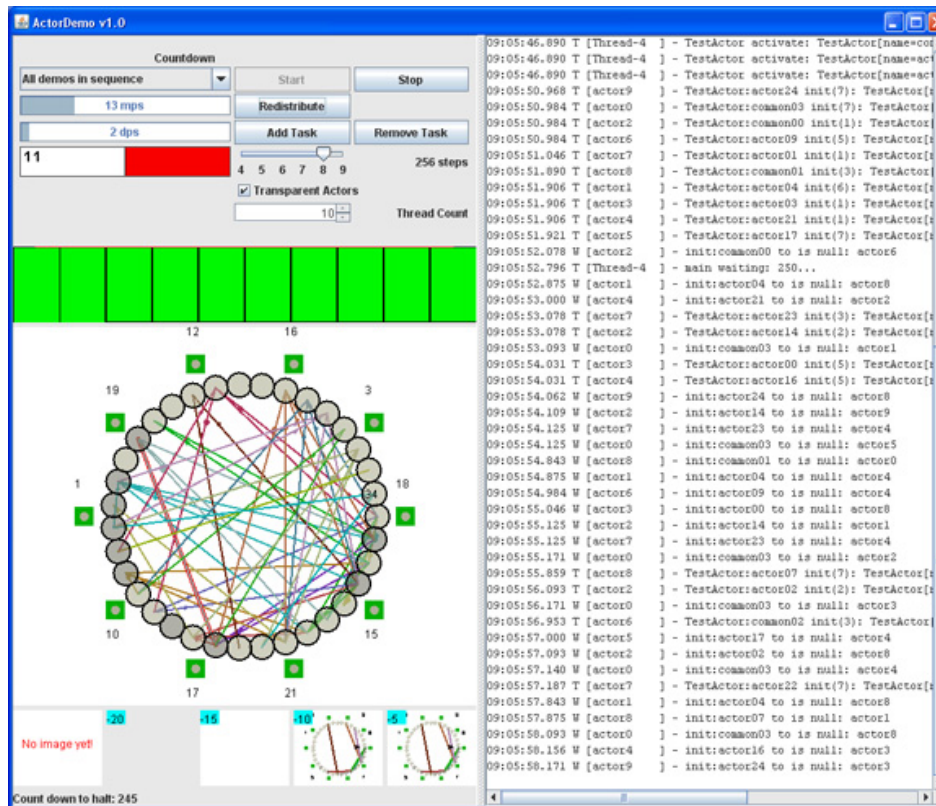 ActorDemo v1.0
Countdown
All demos in sequence
Start
Stop
13 mps
Redistribute
2 dps
Add Task
Remove Task
11
4 5 6 7 8 9
256 steps
Transparent Actors
10
Thread Count
12 16
19 3
1 34 18
10 15
17 21
No image yet!
-20
-15
-10
-5
Count down to halt: 245
09:05:46.890 T [Thread-4 ] - TestActor activate: TestActor[name=con
09:05:46.890 T [Thread-4 ] - TestActor activate: TestActor[name=act
09:05:46.890 T [Thread-4 ] - TestActor activate: TestActor[name=act
09:05:50.968 T [actor9 ] - TestActor:actor24 init(7): TestActor[n
09:05:50.984 T [actor0 ] - TestActor:common03 init(7): TestActor
09:05:50.984 T [actor2 ] - TestActor:common00 init(1): TestActor[
09:05:50.984 T [actor6 ] - TestActor:actor09 init(5): TestActor[n
09:05:51.046 T [actor7 ] - TestActor:actor01 init(1): TestActor[n
09:05:51.890 T [actor8 ] - TestActor:common01 init(3): TestActor[
09:05:51.906 T [actor1 ] - TestActor:actor04 init(6): TestActor[n
09:05:51.906 T [actor3 ] - TestActor:actor03 init(1): TestActor[n
09:05:51.906 T [actor4 ] - TestActor:actor21 init(1): TestActor[n
09:05:51.921 T [actor5 ] - TestActor:actor17 init(7): TestActor[n
09:05:52.078 W [actor2 ] - init:common00 to is null: actor6
09:05:52.796 T [Thread-4 ] - main waiting: 250...
09:05:52.875 W [actor1 ] - init:actor04 to is null: actor8
09:05:53.000 W [actor4 ] - init:actor21 to is null: actor2
09:05:53.078 T [actor7 ] - TestActor:actor23 init(3): TestActor[n
09:05:53.078 T [actor2 ] - TestActor:actor14 init(2): TestActor[n
09:05:53.093 W [actor0 ] - init:common03 to is null: actor1
09:05:54.031 T [actor3 ] - TestActor:actor00 init(5): TestActor[n
09:05:54.031 T [actor4 ] - TestActor:actor16 init(5): TestActor[n
09:05:54.062 W [actor9 ] - init:actor24 to is null: actor8
09:05:54.109 W [actor2 ] - init:actor14 to is null: actor9
09:05:54.125 W [actor7 ] - init:actor23 to is null: actor4
09:05:54.125 W [actor0 ] - init:common03 to is null: actor5
09:05:54.843 W [actor8 ] - init:common01 to is null: actor0
09:05:54.875 W [actor1 ] - init:actor04 to is null: actor4
09:05:54.984 W [actor6 ] - init:actor09 to is null: actor4
09:05:55.046 W [actor3 ] - init:actor00 to is null: actor8
09:05:55.125 W [actor2 ] - init:actor14 to is null: actor1
09:05:55.125 W [actor7 ] - init:actor23 to is null: actor4
09:05:55.171 W [actor0 ] - init:common03 to is null: actor2
09:05:55.859 T [actor8 ] - TestActor:actor07 init(7): TestActor[n
09:05:56.093 T [actor2 ] - TestActor:actor02 init(2): TestActor[n
09:05:56.171 W [actor0 ] - init:common03 to is null: actor3
09:05:56.953 T [actor6 ] - TestActor:common02 init(3): TestActor[
09:05:57.000 W [actor5 ] - init:actor17 to is null: actor4
09:05:57.093 W [actor2 ] - init:actor02 to is null: actor8
09:05:57.140 W [actor0 ] - init:common03 to is null: actor4
09:05:57.187 T [actor7 ] - TestActor:actor22 init(7): TestActor[n
09:05:57.843 W [actor1 ] - init:actor04 to is null: actor8
09:05:57.875 W [actor8 ] - init:actor07 to is null: actor1
09:05:58.093 W [actor0 ] - init:common03 to is null: actor8
09:05:58.156 W [actor4 ] - init:actor16 to is null: actor3
09:05:58.171 W [actor9 ] - init:actor24 to is null: actor3